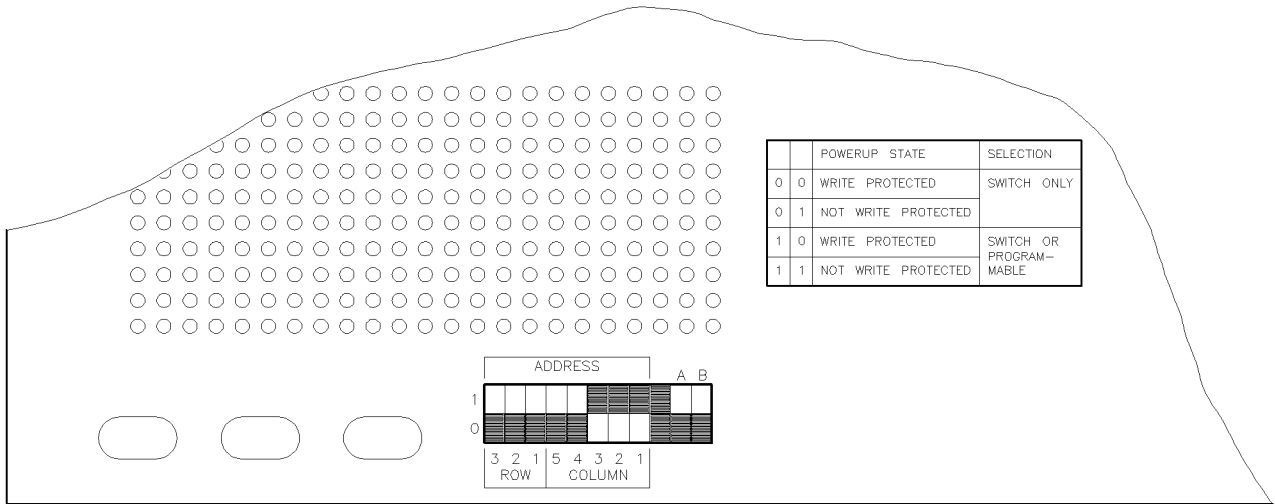 POWERUP STATE SELECTION
0 0 WRITE PROTECTED SWITCH ONLY
0 1 NOT WRITE PROTECTED
1 0 WRITE PROTECTED SWITCH OR
PROGRAM–
1 1 NOT WRITE PROTECTED MABLE
ADDRESS
A B
1
0
3 2 1 5 4 3 2 1
ROW COLUMN